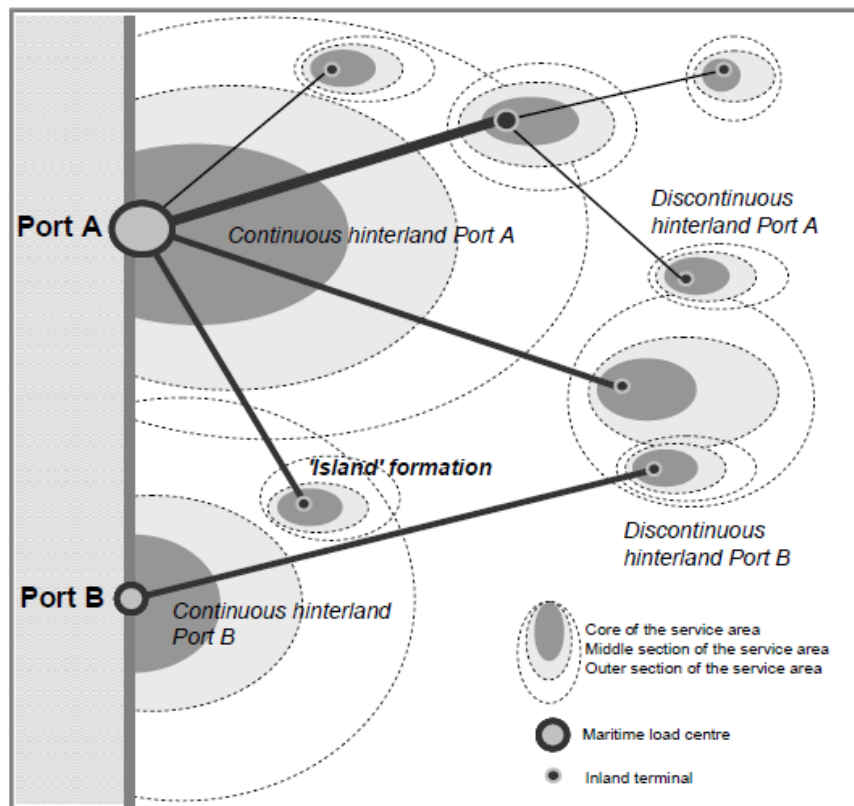 Port A
Continuous hinterland Port A
Discontinuous
hinterland Port A
'Island' formation
Discontinuous
hinterland Port B
Port B
Continuous hinterland
Port B
Core of the service area
Middle section of the service area
Outer section of the service area
Maritime load centre
Inland terminal